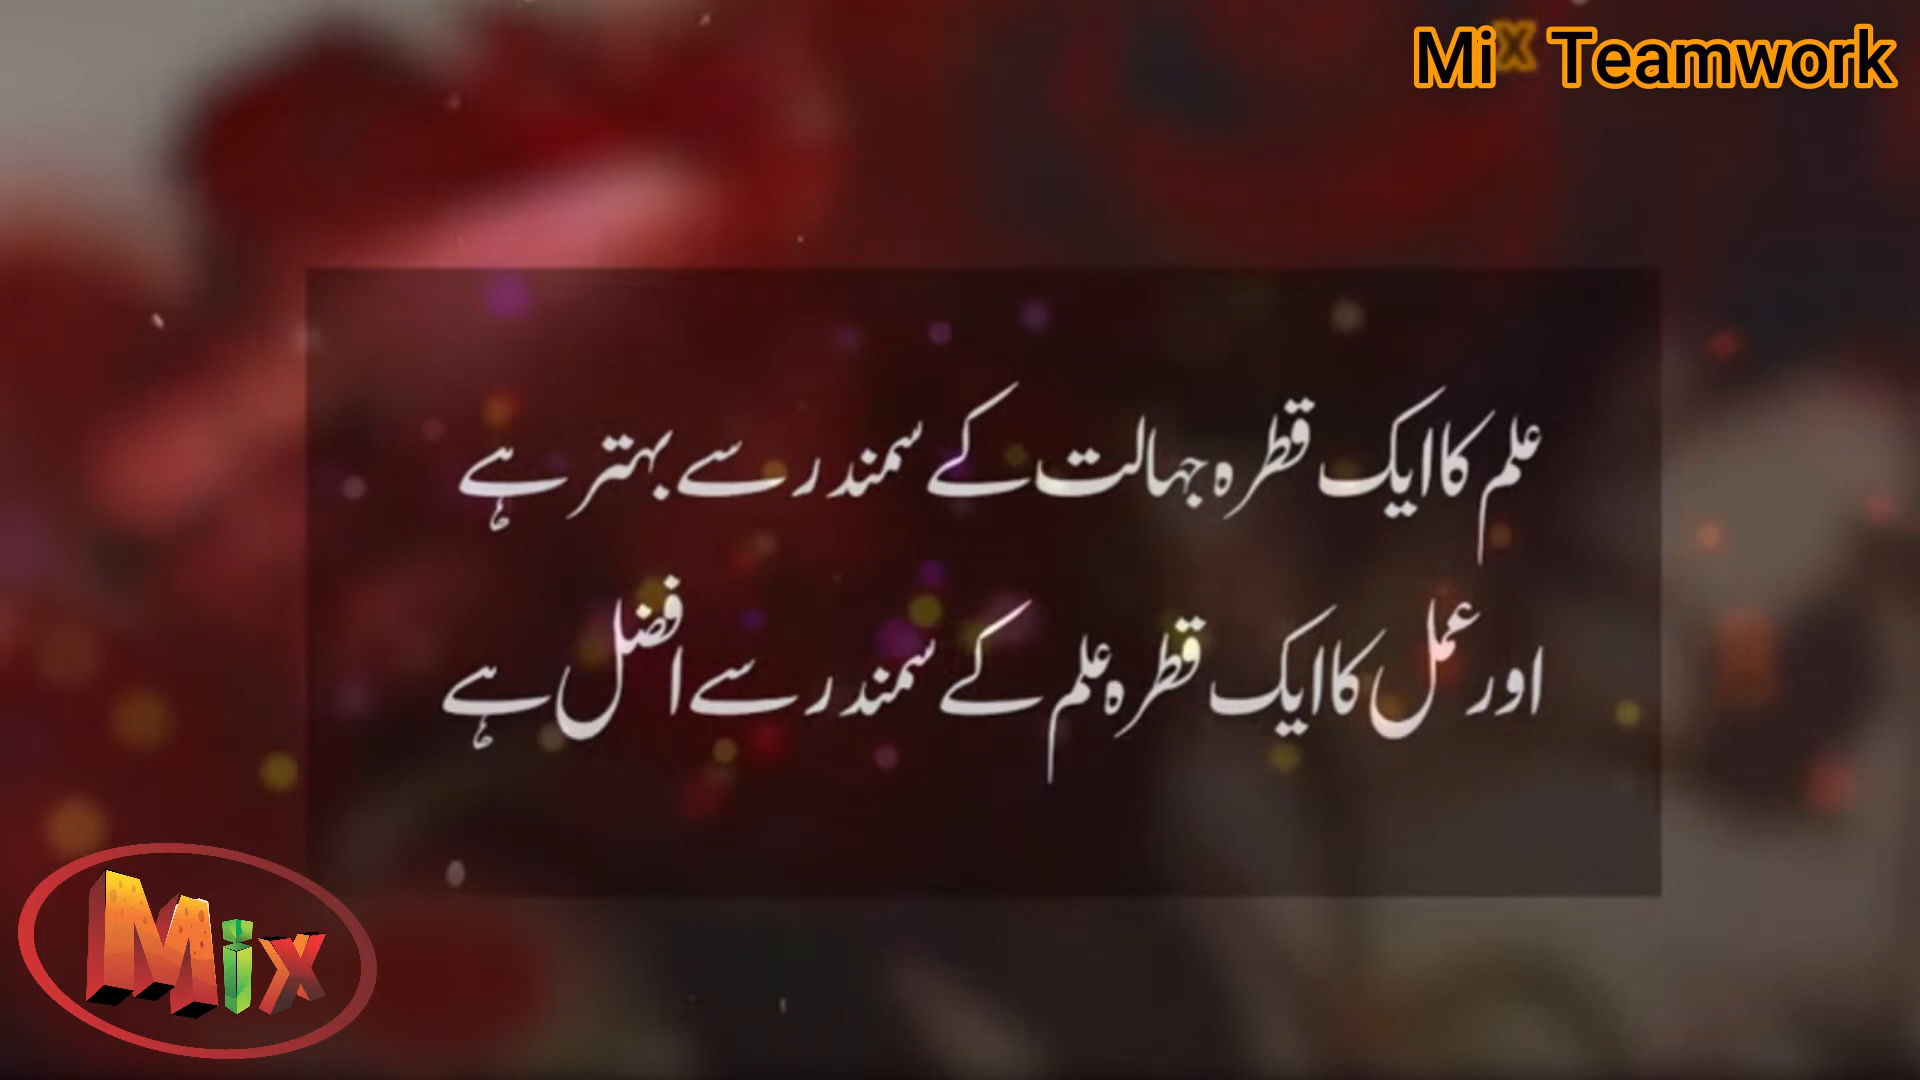 Mix Teamwork
علم کا ایک قطرہ جہالت کے سمندر سے بہتر ہے
اور عمل کا ایک قطرہ علم کے سمندر سے افضل ہے
Mix